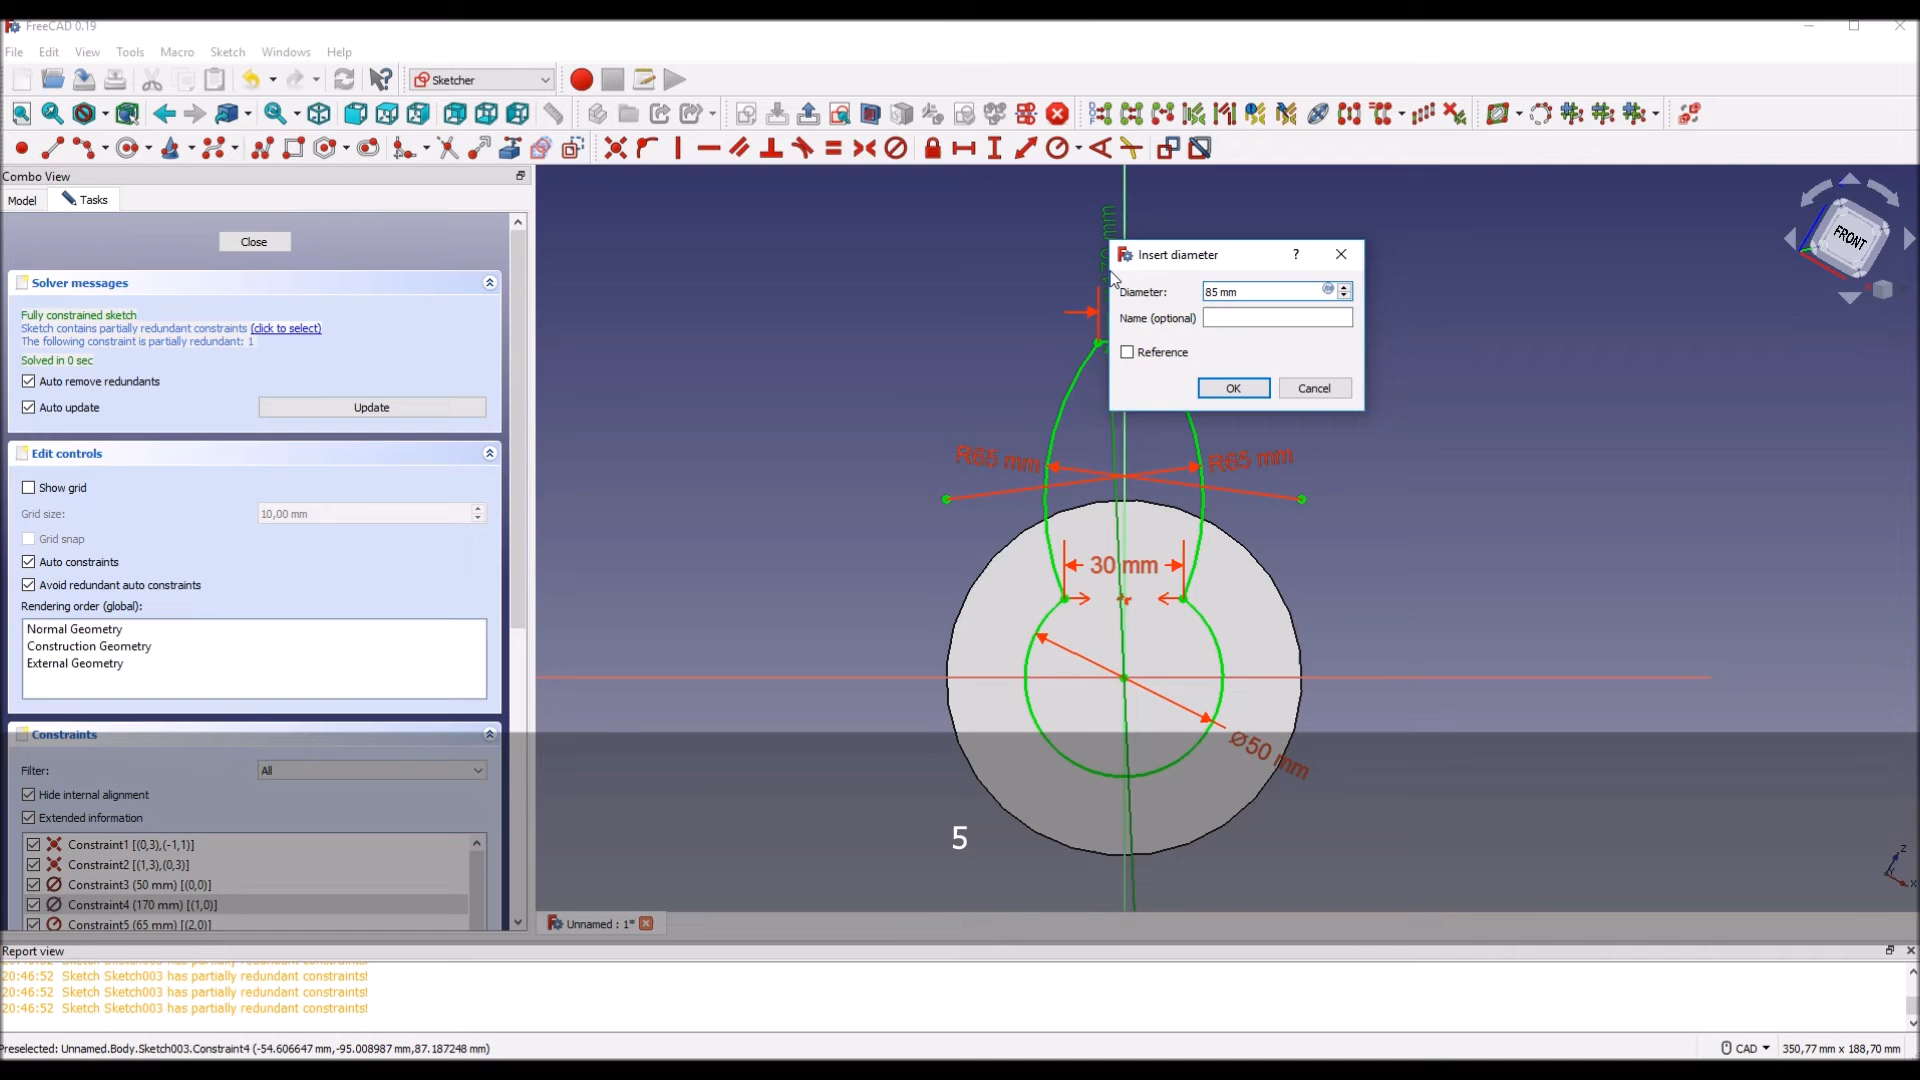 FreeCAD 0.19
File Edit View Tools Macro Sketch Windows Help
Sketcher
Combo View
Model Tasks
Close
Solver messages
Fully constrained sketch
Sketch contains partially redundant constraints (click to select)
The following constraint is partially redundant: 1
Solved in 0 sec
Auto remove redundants
Auto update Update
Edit controls
Show grid
Grid size: 10,00 mm
Grid snap
Auto constraints
Avoid redundant auto constraints
Rendering order (global):
Normal Geometry
Construction Geometry
External Geometry
Constraints
Filter: All
Hide internal alignment
Extended information
Constraint1 [(0,3),(-1,1)]
Constraint2 [(1,3),(0,3)]
Constraint3 (50 mm) [(0,0)]
Constraint4 (170 mm) [(1,0)]
Constraint5 (65 mm) [(2,0)]
Insert diameter ?
Diameter: 85 mm
Name (optional)
Reference
OK Cancel
FRONT
R65 mm R65 mm
30 mm
Ø50 mm
5
Z
X
Unnamed : 1*
Report view
20:46:52 Sketch Sketch003 has partially redundant constraints!
20:46:52 Sketch Sketch003 has partially redundant constraints!
20:46:52 Sketch Sketch003 has partially redundant constraints!
Preselected: Unnamed.Body.Sketch003.Constraint4 (-54.606647 mm,-95.008987 mm,87.187248 mm)
CAD 350,77 mm x 188,70 mm